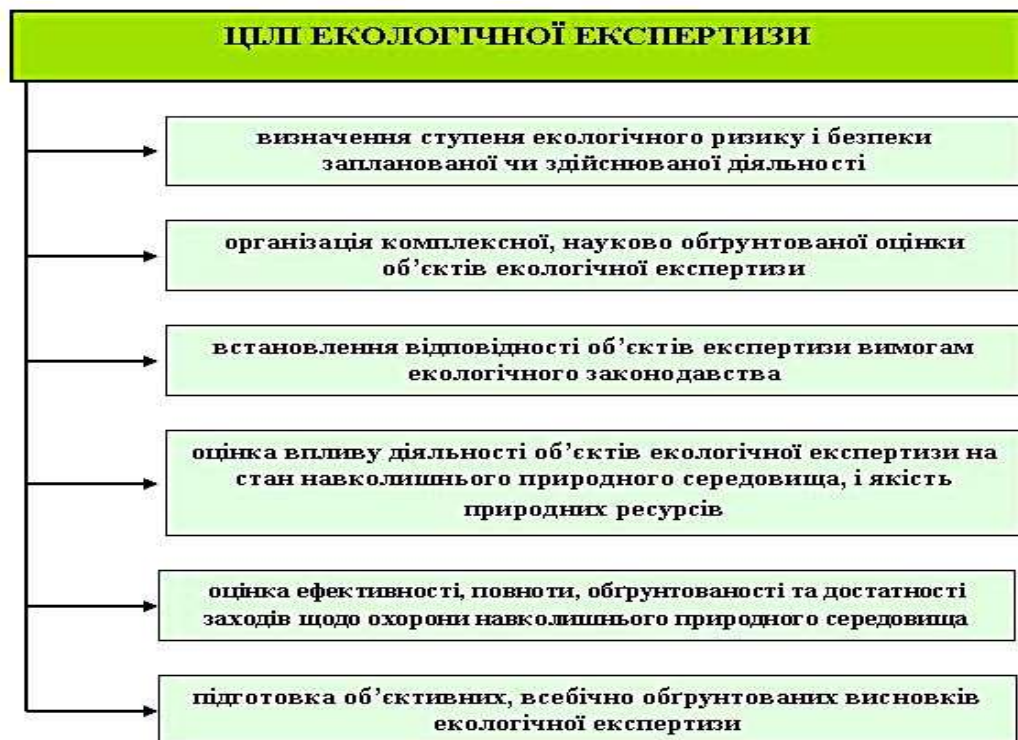 ЦІЛІ ЕКОЛОГІЧНОЇ ЕКСПЕРТИЗИ
визначення ступеня екологічного ризику і безпеки
запланованої чи здійснюваної діяльності
організація комплексної, науково обґрунтованої оцінки
об’єктів екологічної експертизи
встановлення відповідності об’єктів експертизи вимогам
екологічного законодавства
оцінка впливу діяльності об’єктів екологічної експертизи на
стан навколишнього природного середовища, і якість
природних ресурсів
оцінка ефективності, повноти, обґрунтованості та достатності
заходів щодо охорони навколишнього природного середовища
підготовка об’єктивних, всебічно обґрунтованих висновків
екологічної експертизи